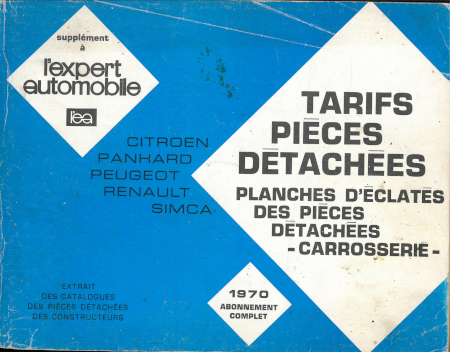 supplément
à
l'expert
automobile
l'ea
CITROEN
PANHARD
PEUGEOT
RENAULT
SIMCA
TARIFS
PIÈCES
DÉTACHÉES
PLANCHES D'ÉCLATÉS
DES PIÈCES
DÉTACHÉES
- CARROSSERIE -
EXTRAIT
DES CATALOGUES
DES PIÈCES DÉTACHÉES
DES CONSTRUCTEURS
1970
ABONNEMENT
COMPLET